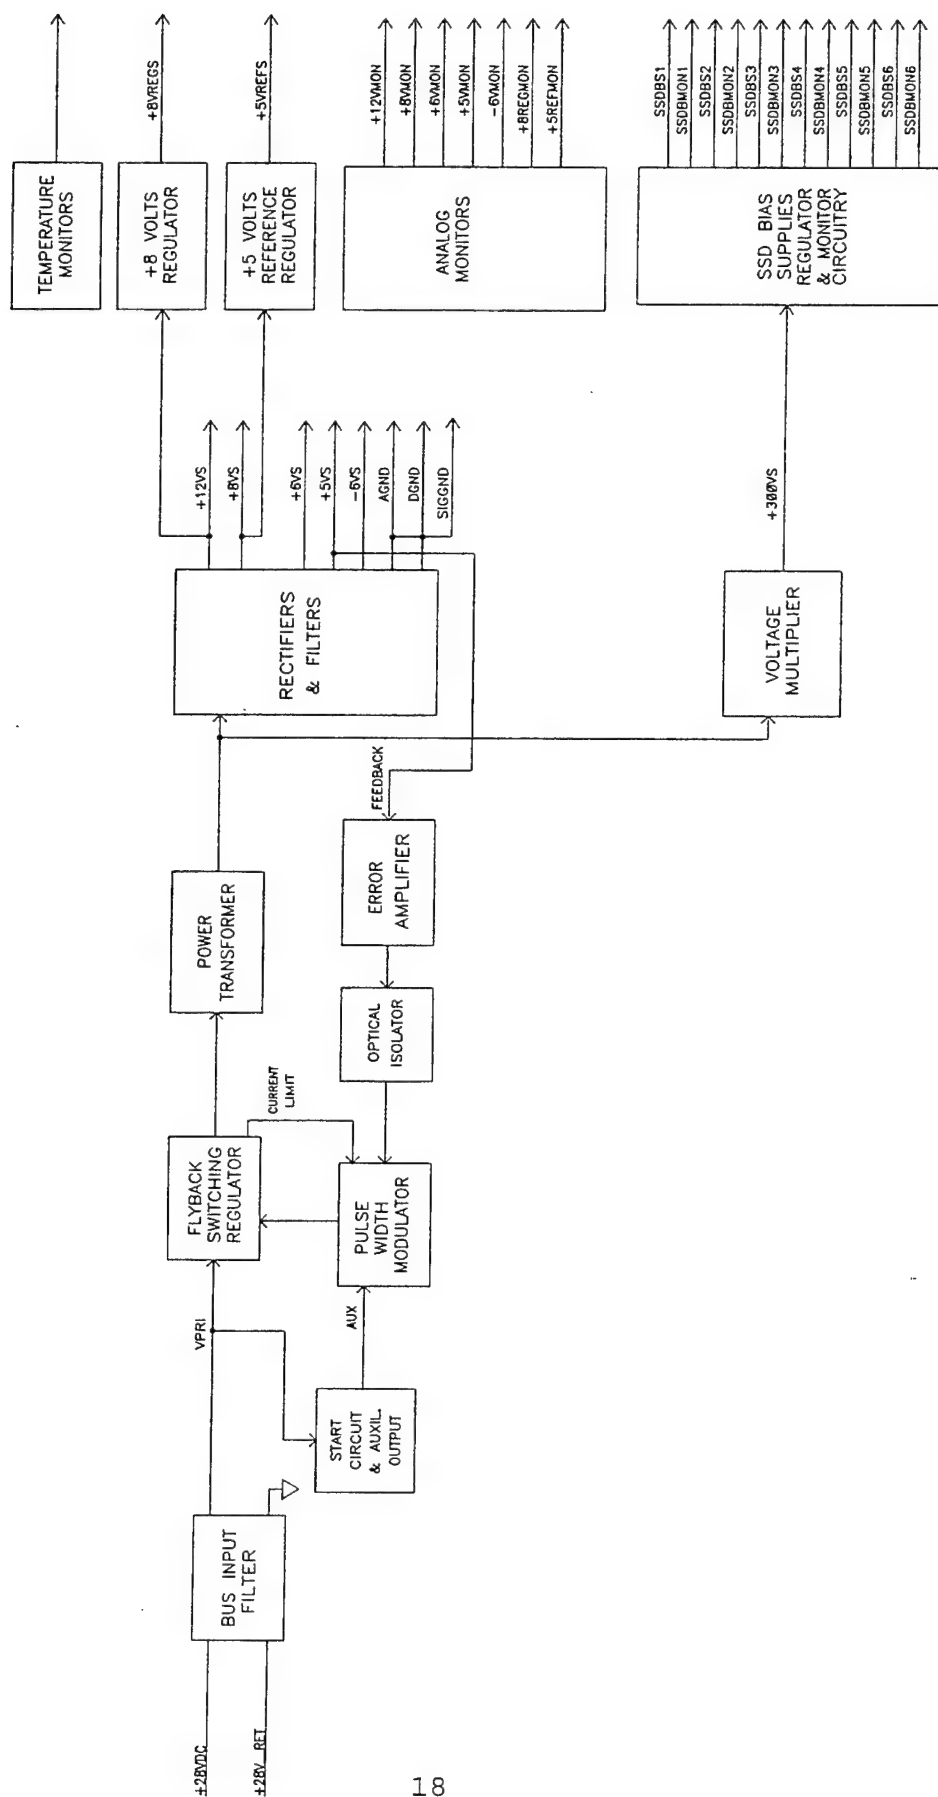 +28VDC
+28V_RET
BUS INPUT
FILTER
VPRI
START
CIRCUIT
& AUXIL.
OUTPUT
AUX
FLYBACK
SWITCHING
REGULATOR
CURRENT
LIMIT
PULSE
WIDTH
MODULATOR
OPTICAL
ISOLATOR
POWER
TRANSFORMER
ERROR
AMPLIFIER
FEEDBACK
RECTIFIERS
& FILTERS
+12VS
+8VS
+6VS
+5VS
-6VS
AGND
DGND
SIGGND
VOLTAGE
MULTIPLIER
+300VS
TEMPERATURE
MONITORS
+8 VOLTS
REGULATOR
+8VREGS
+5 VOLTS
REFERENCE
REGULATOR
+5VREFS
ANALOG
MONITORS
+12VMON
+8VMON
+6VMON
+5VMON
-6VMON
+8REGMON
+5REFMON
SSD BIAS
SUPPLIES
REGULATOR
& MONITOR
CIRCUITRY
SSDBS1
SSDBMON1
SSDBS2
SSDBMON2
SSDBS3
SSDBMON3
SSDBS4
SSDBMON4
SSDBS5
SSDBMON5
SSDBS6
SSDBMON6
18